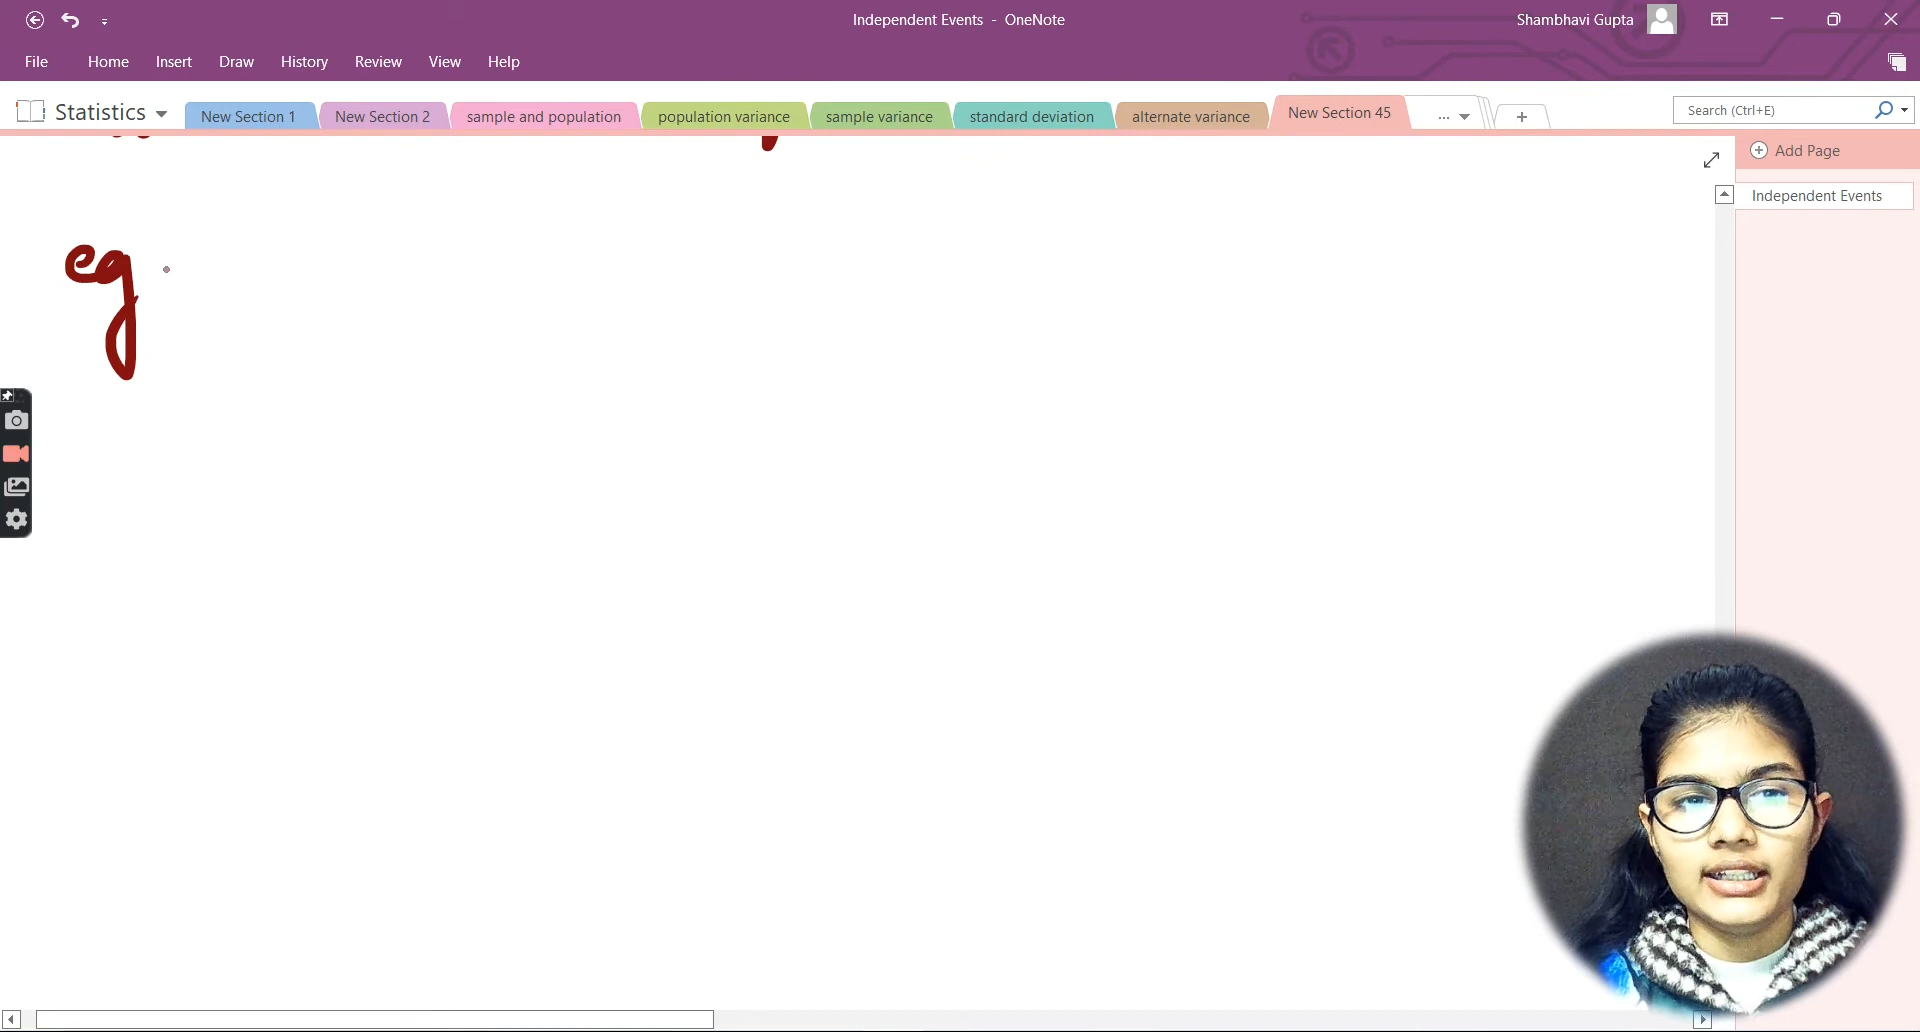 Independent Events - OneNote
Shambhavi Gupta
File Home Insert Draw History Review View Help
Statistics
New Section 1
New Section 2
sample and population
population variance
sample variance
standard deviation
alternate variance
New Section 45
...
Search (Ctrl+E)
Add Page
Independent Events
eg